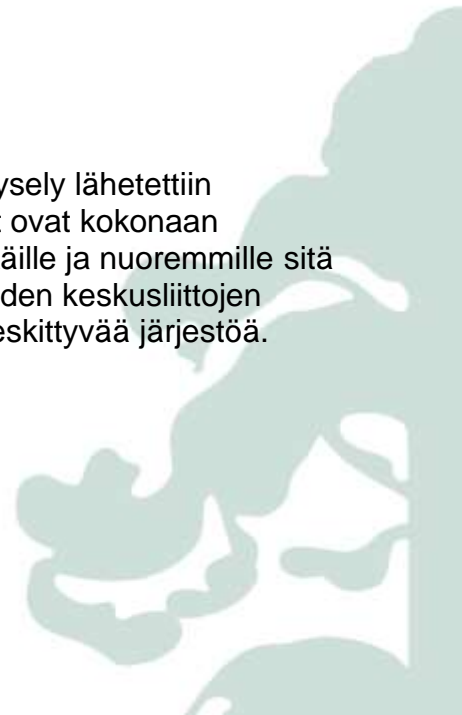 ysely lähetettiin
t ovat kokonaan
äille ja nuoremmille sitä
den keskusliittojen
eskittyvää järjestöä.